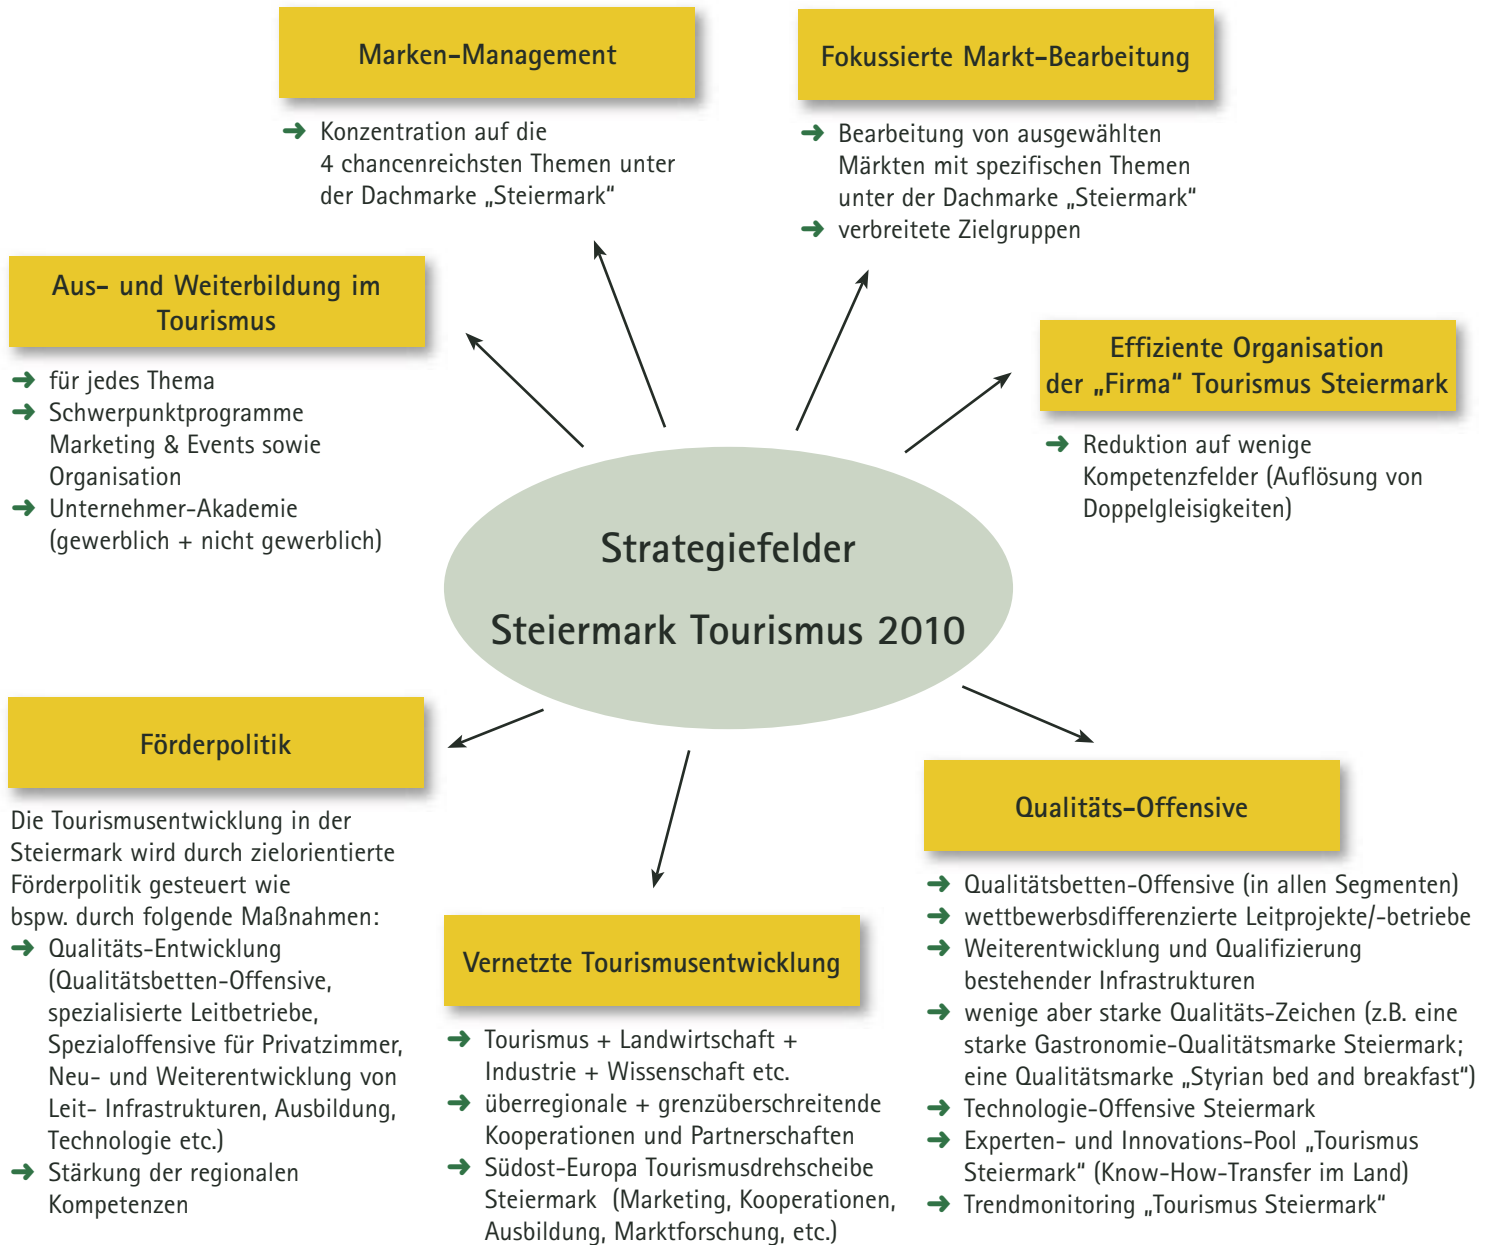 Marken-Management
➜ Konzentration auf die
4 chancenreichsten Themen unter
der Dachmarke „Steiermark“
Fokussierte Markt-Bearbeitung
➜ Bearbeitung von ausgewählten
Märkten mit spezifischen Themen
unter der Dachmarke „Steiermark“
➜ verbreitete Zielgruppen
Aus- und Weiterbildung im
Tourismus
➜ für jedes Thema
➜ Schwerpunktprogramme
Marketing & Events sowie
Organisation
➜ Unternehmer-Akademie
(gewerblich + nicht gewerblich)
Effiziente Organisation
der „Firma“ Tourismus Steiermark
➜ Reduktion auf wenige
Kompetenzfelder (Auflösung von
Doppelgleisigkeiten)
Strategiefelder
Steiermark Tourismus 2010
Förderpolitik
Die Tourismusentwicklung in der
Steiermark wird durch zielorientierte
Förderpolitik gesteuert wie
bspw. durch folgende Maßnahmen:
➜ Qualitäts-Entwicklung
(Qualitätsbetten-Offensive,
spezialisierte Leitbetriebe,
Spezialoffensive für Privatzimmer,
Neu- und Weiterentwicklung von
Leit- Infrastrukturen, Ausbildung,
Technologie etc.)
➜ Stärkung der regionalen
Kompetenzen
Vernetzte Tourismusentwicklung
➜ Tourismus + Landwirtschaft +
Industrie + Wissenschaft etc.
➜ überregionale + grenzüberschreitende
Kooperationen und Partnerschaften
➜ Südost-Europa Tourismusdrehscheibe
Steiermark (Marketing, Kooperationen,
Ausbildung, Marktforschung, etc.)
Qualitäts-Offensive
➜ Qualitätsbetten-Offensive (in allen Segmenten)
➜ wettbewerbsdifferenzierte Leitprojekte/-betriebe
➜ Weiterentwicklung und Qualifizierung
bestehender Infrastrukturen
➜ wenige aber starke Qualitäts-Zeichen (z.B. eine
starke Gastronomie-Qualitätsmarke Steiermark;
eine Qualitätsmarke „Styrian bed and breakfast“)
➜ Technologie-Offensive Steiermark
➜ Experten- und Innovations-Pool „Tourismus
Steiermark“ (Know-How-Transfer im Land)
➜ Trendmonitoring „Tourismus Steiermark“